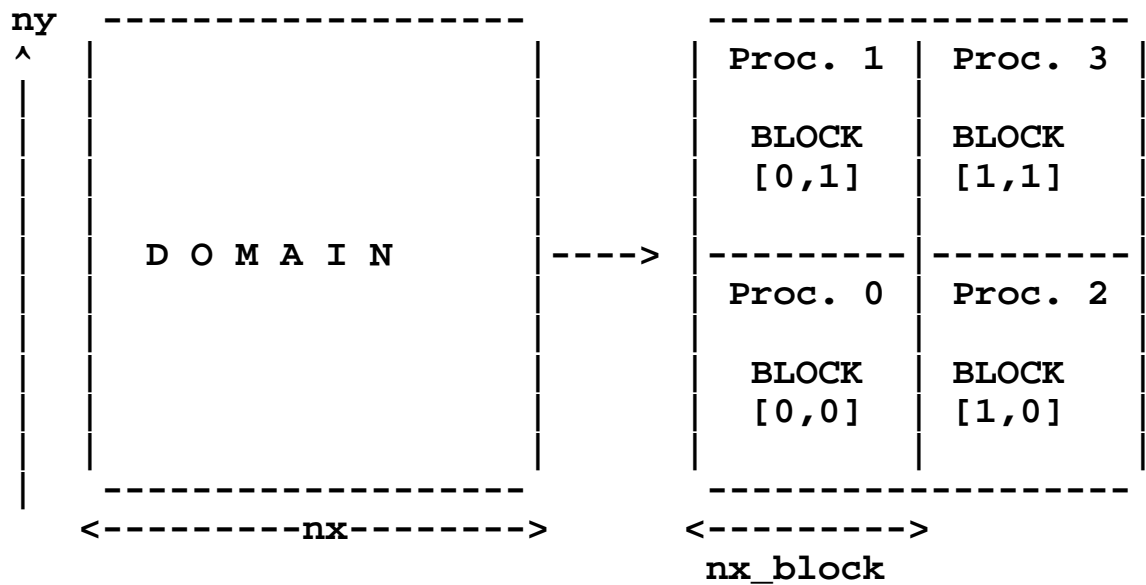 ny
Proc. 1 Proc. 3
BLOCK BLOCK
[0,1] [1,1]
D O M A I N ---->
Proc. 0 Proc. 2
BLOCK BLOCK
[0,0] [1,0]
<---------nx--------> <--------->
nx_block